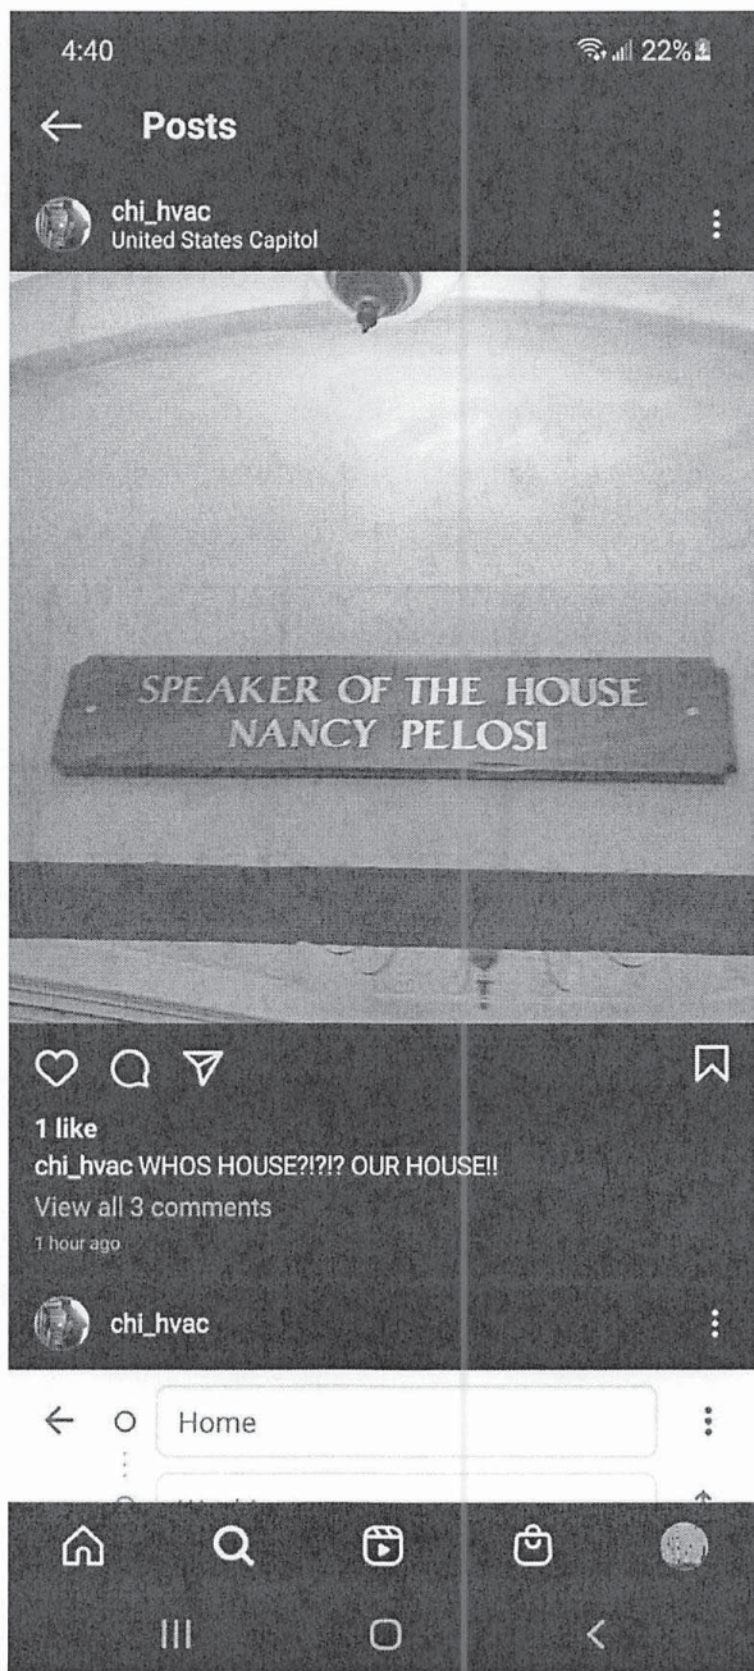 4:40 22%
Posts
chi_hvac
United States Capitol
SPEAKER OF THE HOUSE
NANCY PELOSI
1 like
chi_hvac WHOS HOUSE?!?!? OUR HOUSE!!
View all 3 comments
1 hour ago
chi_hvac
Home